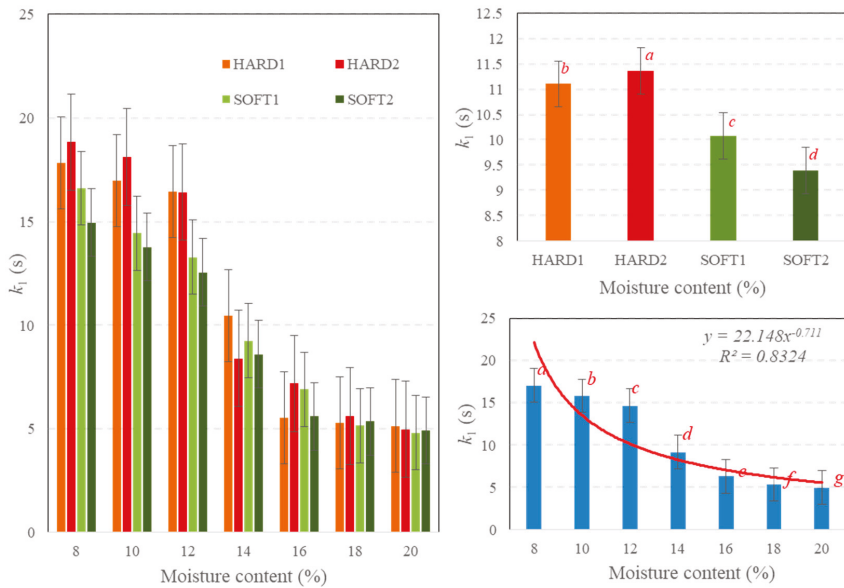 25
20
15
10
5
0
k₁ (s)
HARD1
HARD2
SOFT1
SOFT2
8 10 12 14 16 18 20
Moisture content (%)
12.5
12
11.5
11
10.5
10
9.5
9
8.5
8
k₁ (s)
b
a
c
d
HARD1 HARD2 SOFT1 SOFT2
Moisture content (%)
25
20
15
10
5
0
k₁ (s)
y = 22.148x^-0.711
R² = 0.8324
a
b
c
d
e
f
g
8 10 12 14 16 18 20
Moisture content (%)